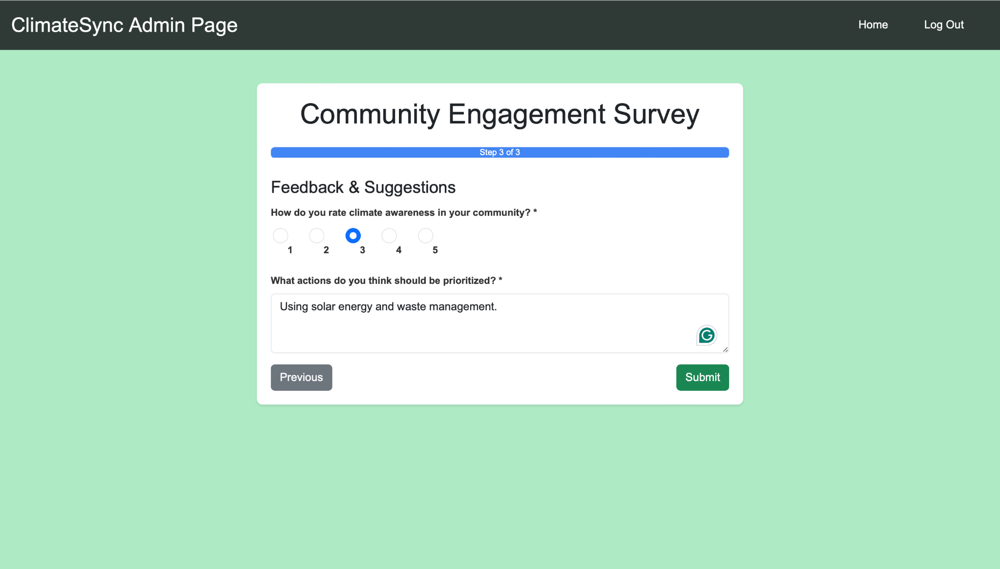 ClimateSync Admin Page
Home
Log Out
Community Engagement Survey
Step 3 of 3
Feedback & Suggestions
How do you rate climate awareness in your community? *
1 2 3 4 5
What actions do you think should be prioritized? *
Using solar energy and waste management.
G
Previous
Submit